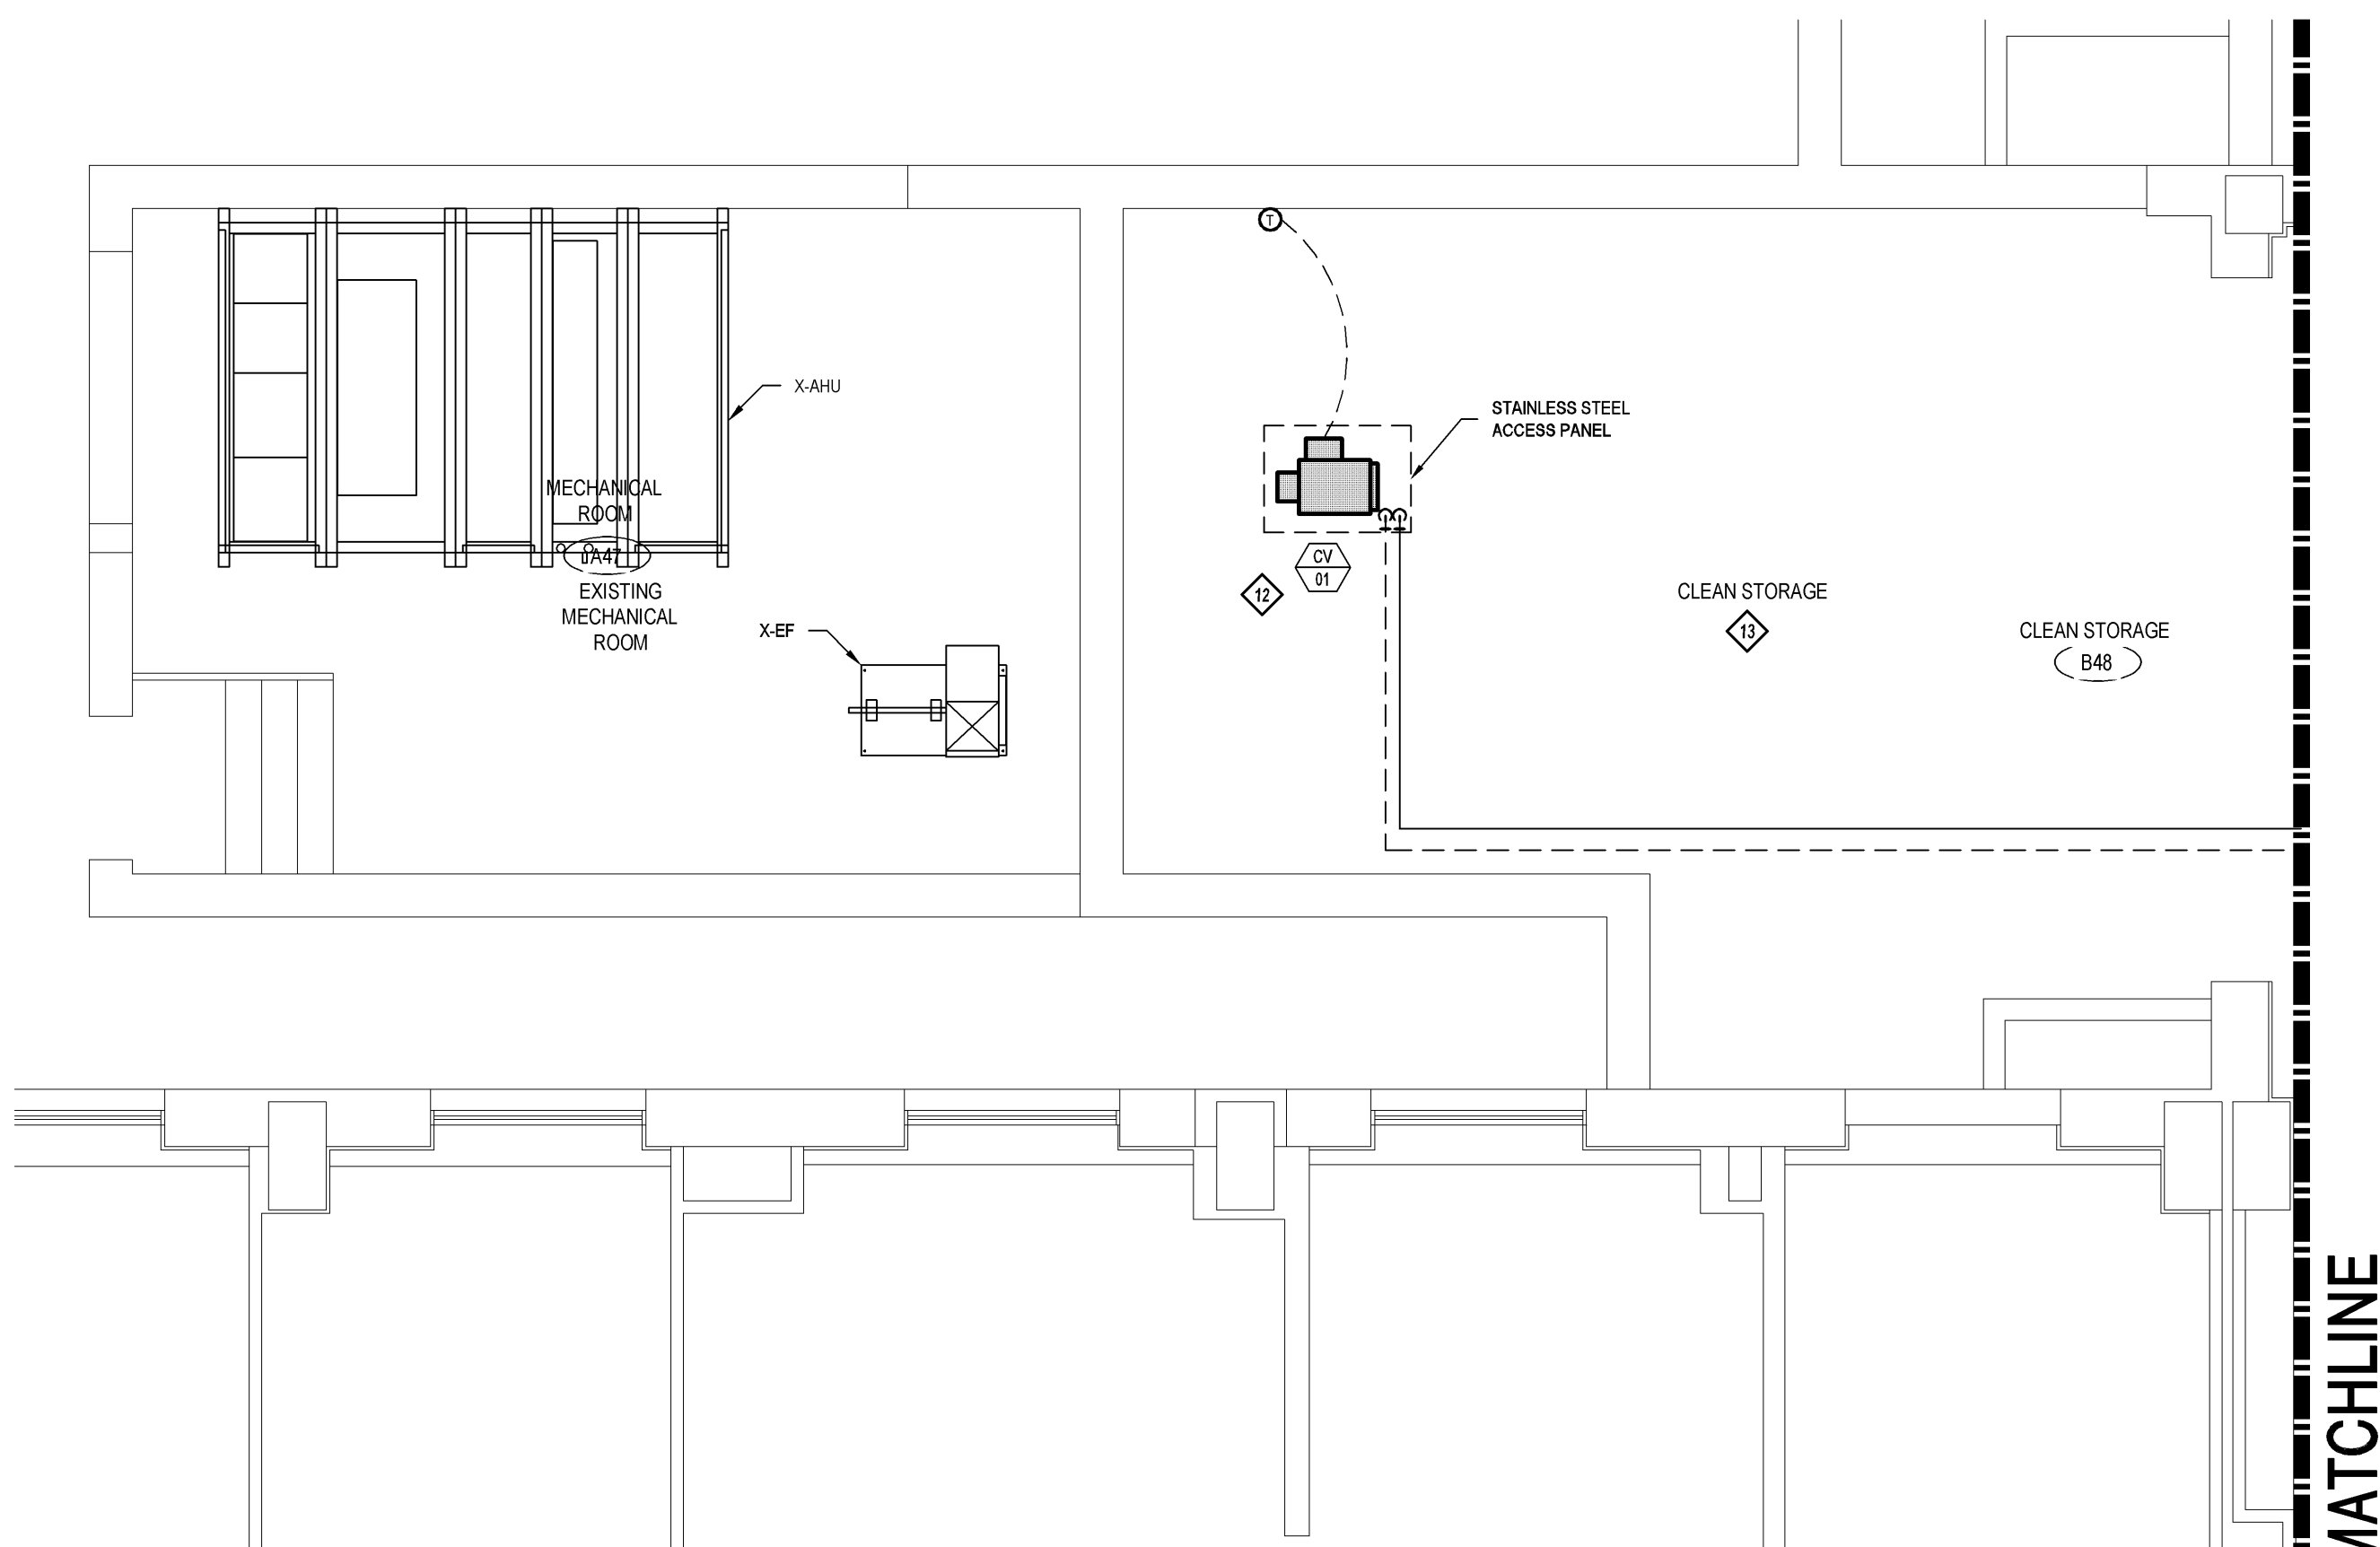 T
X-AHU
STAINLESS STEEL
ACCESS PANEL
MECHANICAL
ROOM
A47
EXISTING
MECHANICAL
ROOM
X-EF
CV
01
12
CLEAN STORAGE
13
CLEAN STORAGE
B48
MATCHLINE